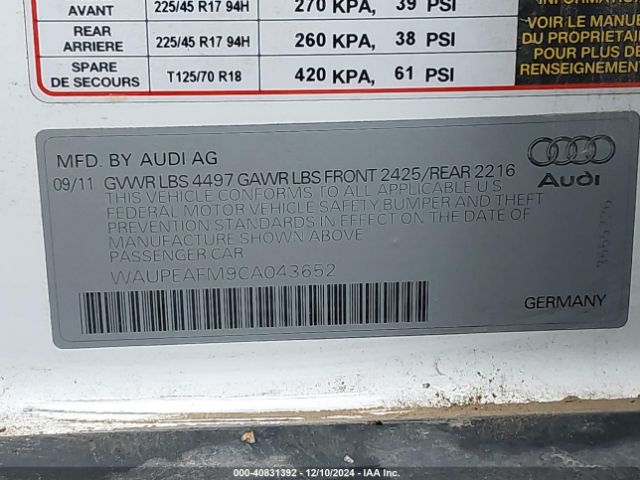 AVANT 225/45 R17 94H 270 KPA, 39 PSI
REAR
ARRIERE 225/45 R17 94H 260 KPA, 38 PSI
SPARE
DE SECOURS T125/70 R18 420 KPA, 61 PSI
INFORMATION
VOIR LE MANUEL
DU PROPRIETAIRE
POUR PLUS DE
RENSEIGNEMENTS
MFD. BY AUDI AG
09/11 GVWR LBS 4497 GAWR LBS FRONT 2425/REAR 2216
THIS VEHICLE CONFORMS TO ALL APPLICABLE U S
FEDERAL MOTOR VEHICLE SAFETY BUMPER AND THEFT
PREVENTION STANDARDS IN EFFECT ON THE DATE OF
MANUFACTURE SHOWN ABOVE
PASSENGER CAR
WAUPEAFM9CA043652
Audi
GERMANY
000-40831392 - 12/10/2024 - IAA Inc.